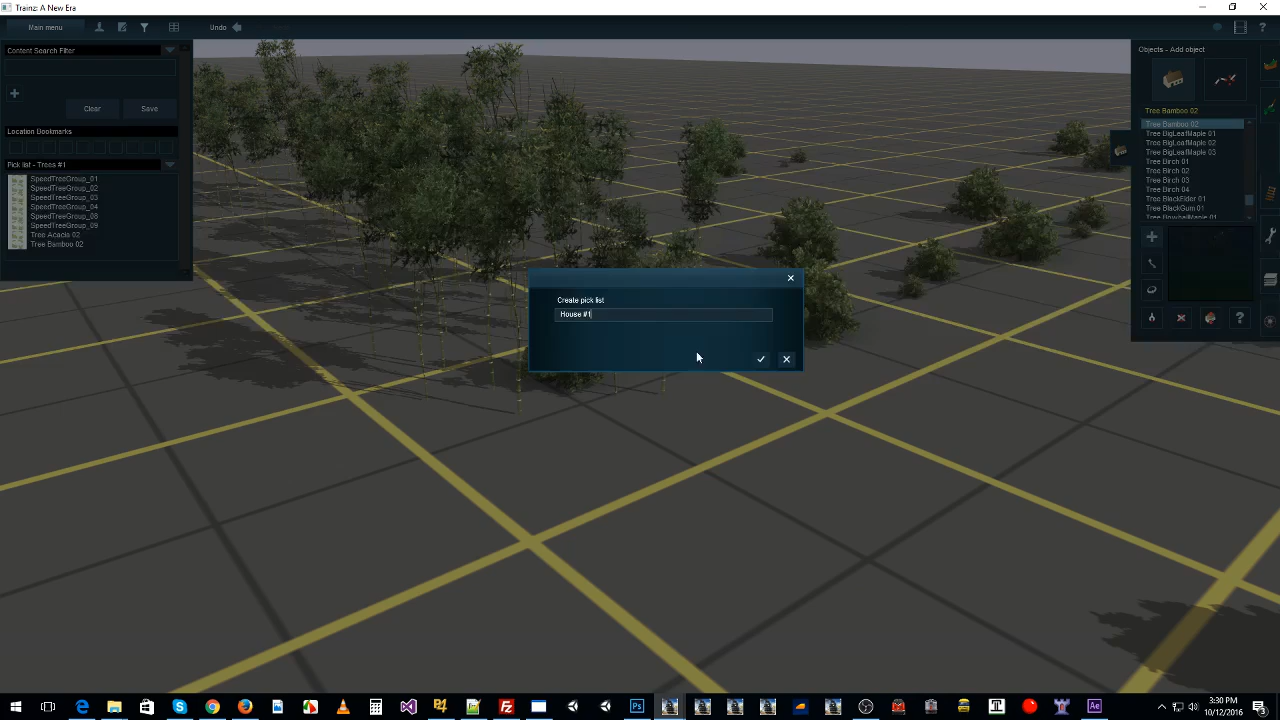 Trainz: A New Era
Main menu
Undo
Content Search Filter
Clear
Save
Location Bookmarks
Pick list - Trees #1
SpeedTreeGroup_01
SpeedTreeGroup_02
SpeedTreeGroup_03
SpeedTreeGroup_04
SpeedTreeGroup_08
SpeedTreeGroup_09
Tree Acacia 02
Tree Bamboo 02
Create pick list
House #1
Objects - Add object
Tree Bamboo 02
Tree Bamboo 02
Tree BigLeafMaple 01
Tree BigLeafMaple 02
Tree BigLeafMaple 03
Tree Birch 01
Tree Birch 02
Tree Birch 03
Tree Birch 04
Tree BlackElder 01
Tree BlackGum 01
3:30 PM
10/12/2016